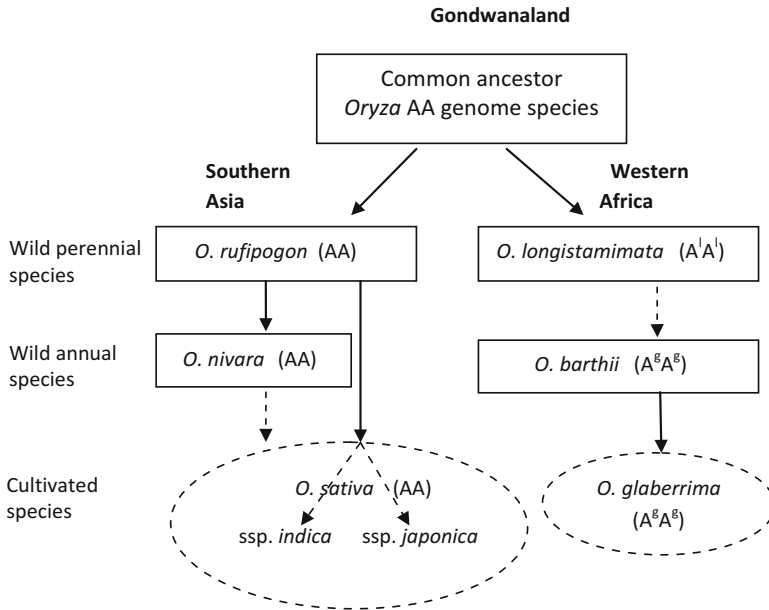 Gondwanaland
Common ancestor
Oryza AA genome species
Southern
Asia
Western
Africa
Wild perennial
species
O. rufipogon (AA)
O. longistamimata (AˡAˡ)
Wild annual
species
O. nivara (AA)
O. barthii (AᵍAᵍ)
Cultivated
species
O. sativa (AA)
ssp. indica ssp. japonica
O. glaberrima
(AᵍAᵍ)